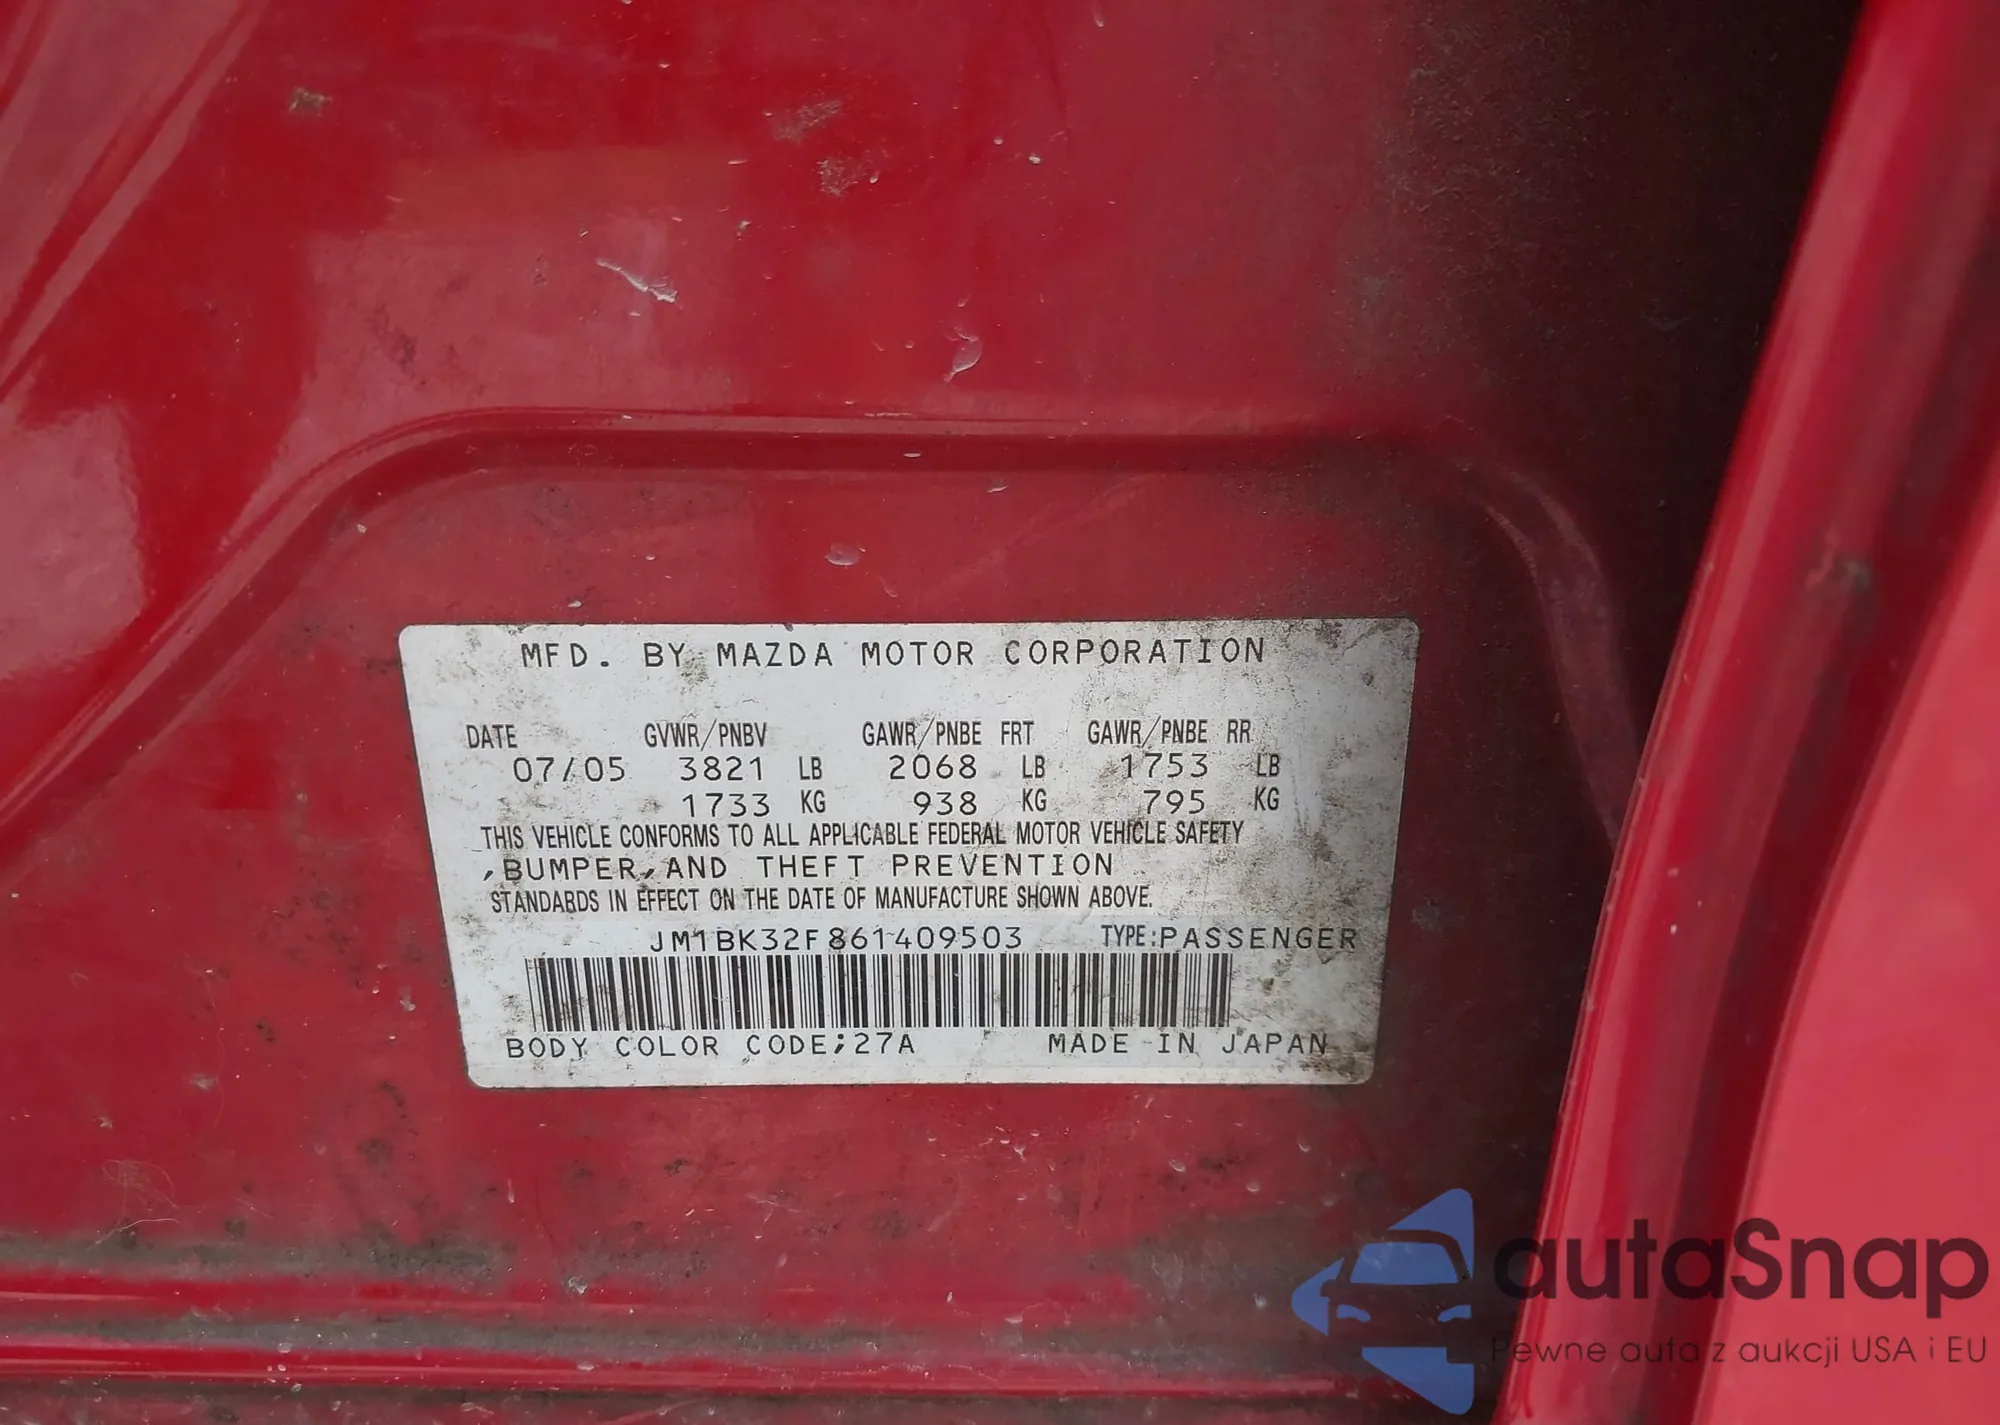 MFD. BY MAZDA MOTOR CORPORATION
DATE GVWR/PNBV GAWR/PNBE FRT GAWR/PNBE RR
07/05 3821 LB 2068 LB 1753 LB
1733 KG 938 KG 795 KG
THIS VEHICLE CONFORMS TO ALL APPLICABLE FEDERAL MOTOR VEHICLE SAFETY
,BUMPER,AND THEFT PREVENTION
STANDARDS IN EFFECT ON THE DATE OF MANUFACTURE SHOWN ABOVE.
JM1BK32F861409503 TYPE:PASSENGER
BODY COLOR CODE;27A MADE IN JAPAN
autaSnap
Pewne auta z aukcji USA i EU